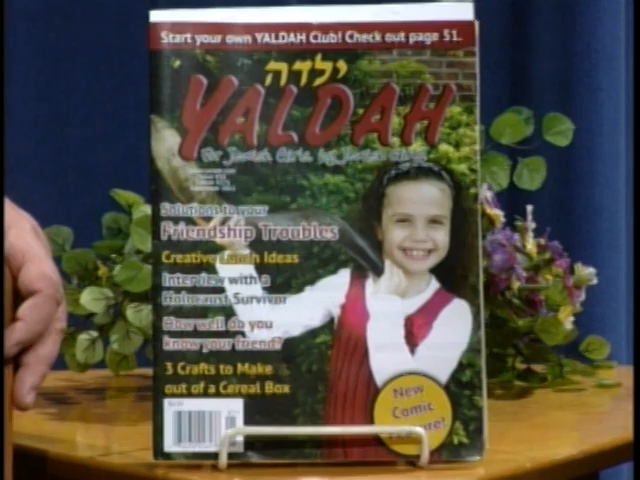 Start your own YALDAH Club! Check out page 51.
ילדה
YALDAH
for Jewish Girls by Jewish Girls
Solutions to your
Friendship Troubles
Creative Lunch Ideas
Interview with a
Holocaust Survivor
How well do you
know your friend?
3 Crafts to Make
out of a Cereal Box
New
Comic